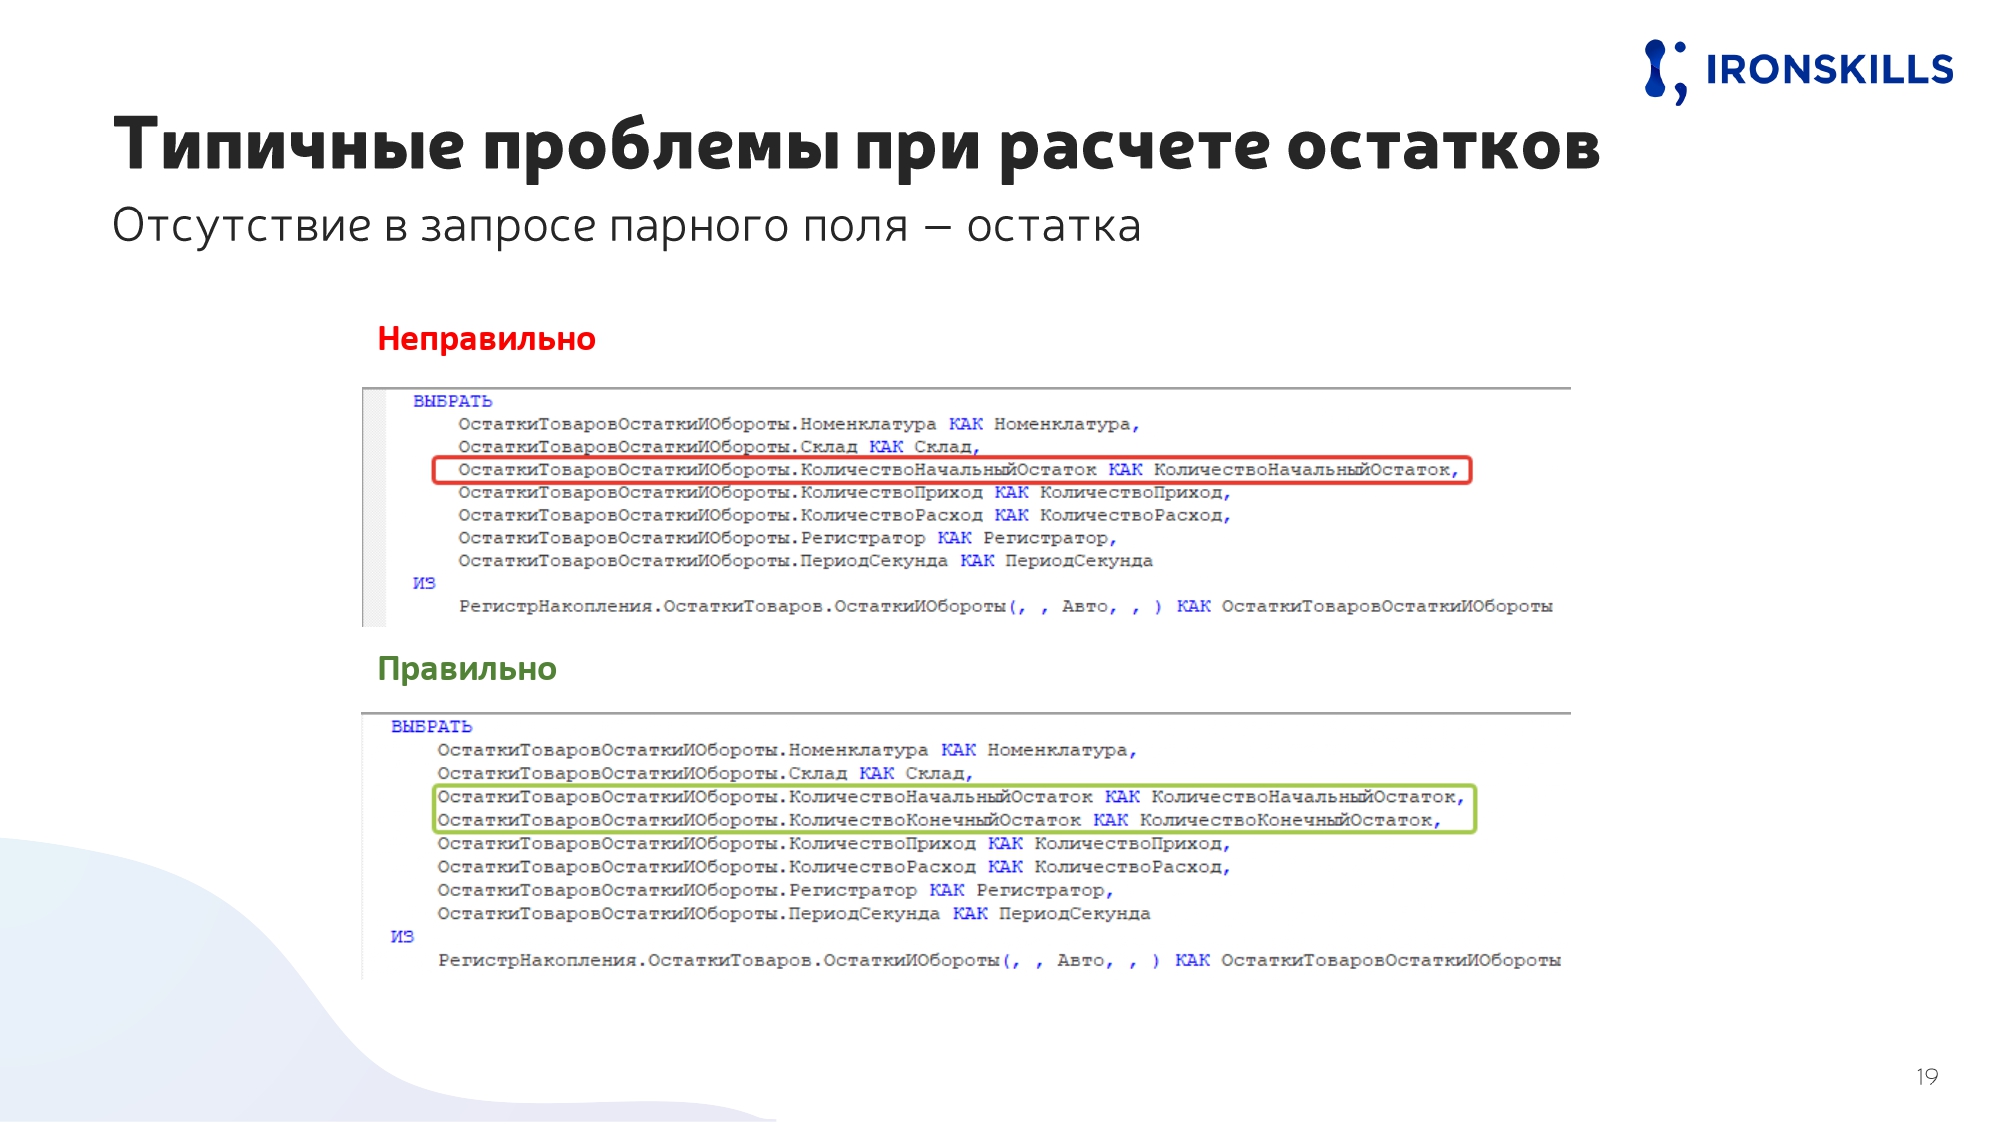 IRONSKILLS
Типичные проблемы при расчете остатков
Отсутствие в запросе парного поля – остатка
Неправильно
ВЫБРАТЬ
ОстаткиТоваровОстаткиИОбороты.Номенклатура КАК Номенклатура,
ОстаткиТоваровОстаткиИОбороты.Склад КАК Склад,
ОстаткиТоваровОстаткиИОбороты.КоличествоНачальныйОстаток КАК КоличествоНачальныйОстаток,
ОстаткиТоваровОстаткиИОбороты.КоличествоПриход КАК КоличествоПриход,
ОстаткиТоваровОстаткиИОбороты.КоличествоРасход КАК КоличествоРасход,
ОстаткиТоваровОстаткиИОбороты.Регистратор КАК Регистратор,
ОстаткиТоваровОстаткиИОбороты.ПериодСекунда КАК ПериодСекунда
ИЗ
РегистрНакопления.ОстаткиТоваров.ОстаткиИОбороты(, , Авто, , ) КАК ОстаткиТоваровОстаткиИОбороты
Правильно
ВЫБРАТЬ
ОстаткиТоваровОстаткиИОбороты.Номенклатура КАК Номенклатура,
ОстаткиТоваровОстаткиИОбороты.Склад КАК Склад,
ОстаткиТоваровОстаткиИОбороты.КоличествоНачальныйОстаток КАК КоличествоНачальныйОстаток,
ОстаткиТоваровОстаткиИОбороты.КоличествоКонечныйОстаток КАК КоличествоКонечныйОстаток,
ОстаткиТоваровОстаткиИОбороты.КоличествоПриход КАК КоличествоПриход,
ОстаткиТоваровОстаткиИОбороты.КоличествоРасход КАК КоличествоРасход,
ОстаткиТоваровОстаткиИОбороты.Регистратор КАК Регистратор,
ОстаткиТоваровОстаткиИОбороты.ПериодСекунда КАК ПериодСекунда
ИЗ
РегистрНакопления.ОстаткиТоваров.ОстаткиИОбороты(, , Авто, , ) КАК ОстаткиТоваровОстаткиИОбороты
19